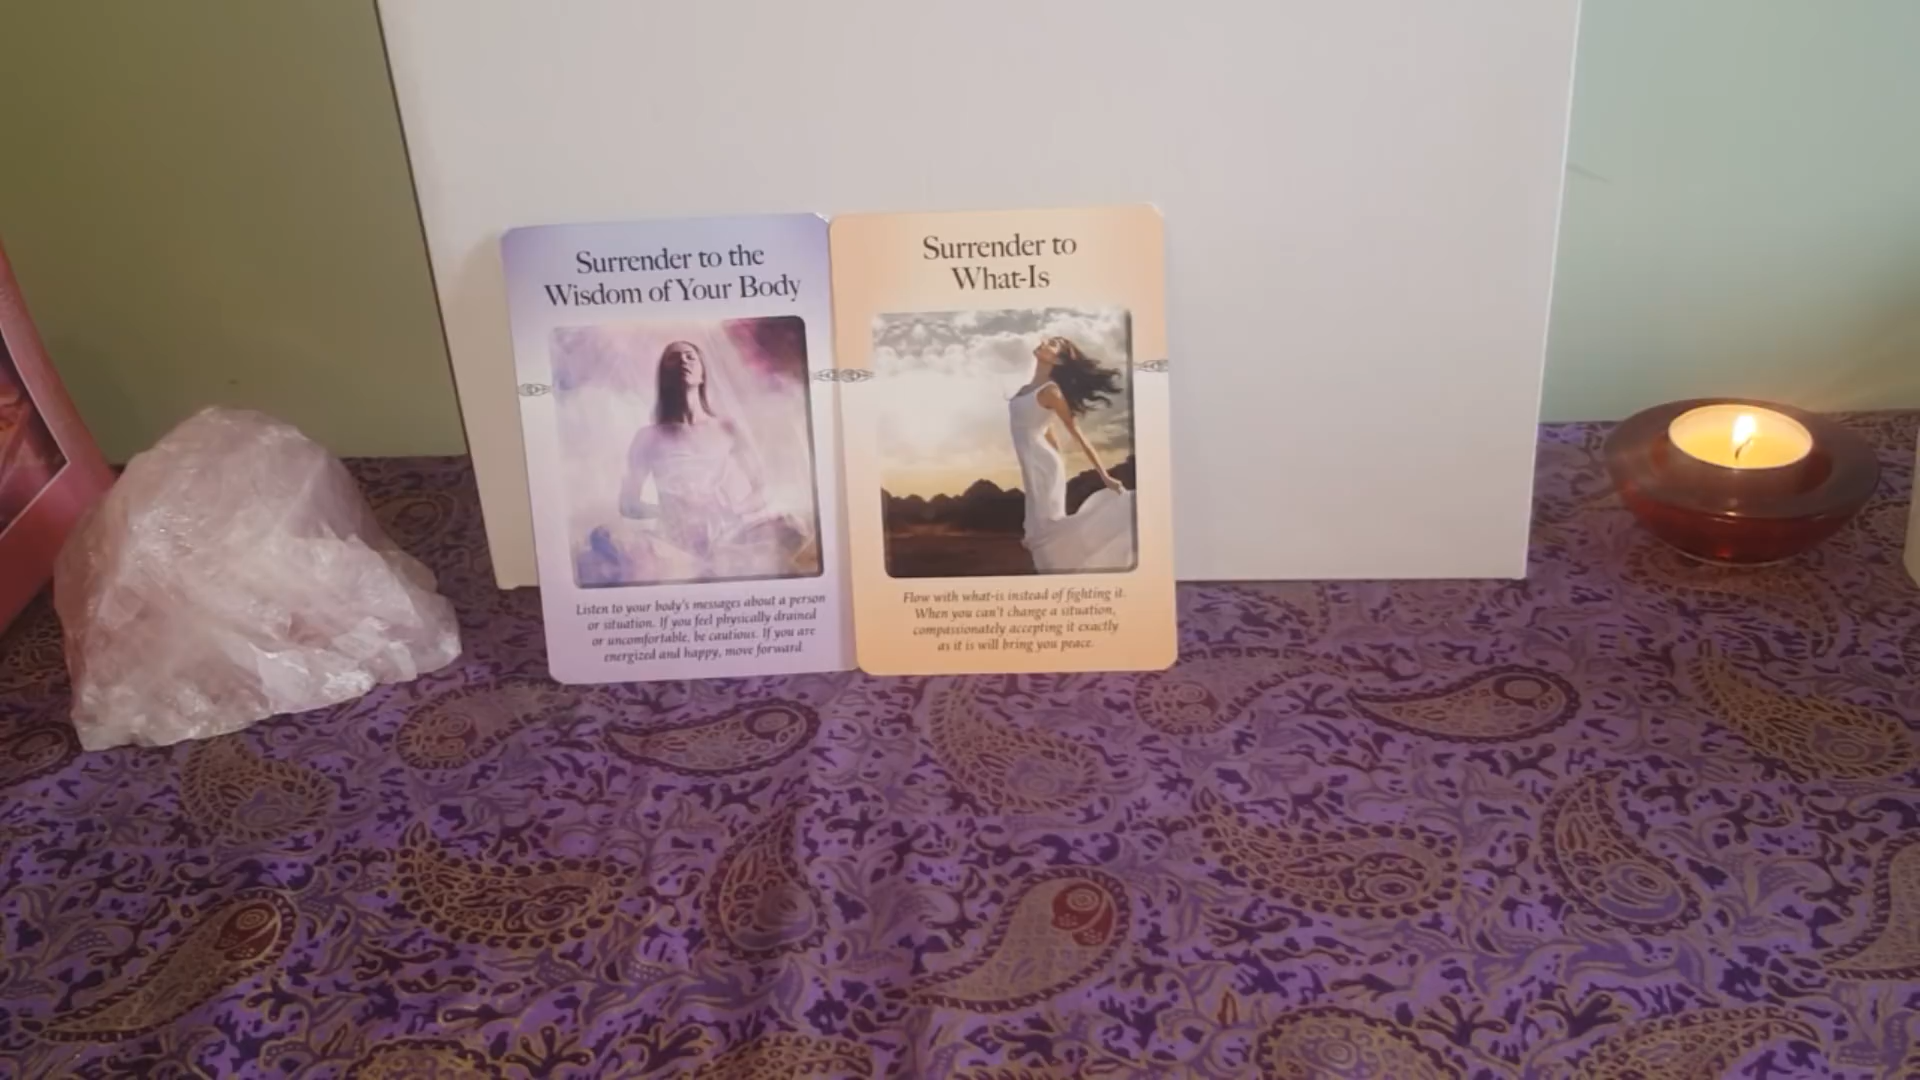 Surrender to the
Wisdom of Your Body
Listen to your body's messages about a person
or situation. If you feel physically drained
or uncomfortable, be cautious. If you are
energized and happy, move forward.
Surrender to
What-Is
Flow with what-is instead of fighting it.
When you can't change a situation,
compassionately accepting it exactly
as it is will bring you peace.